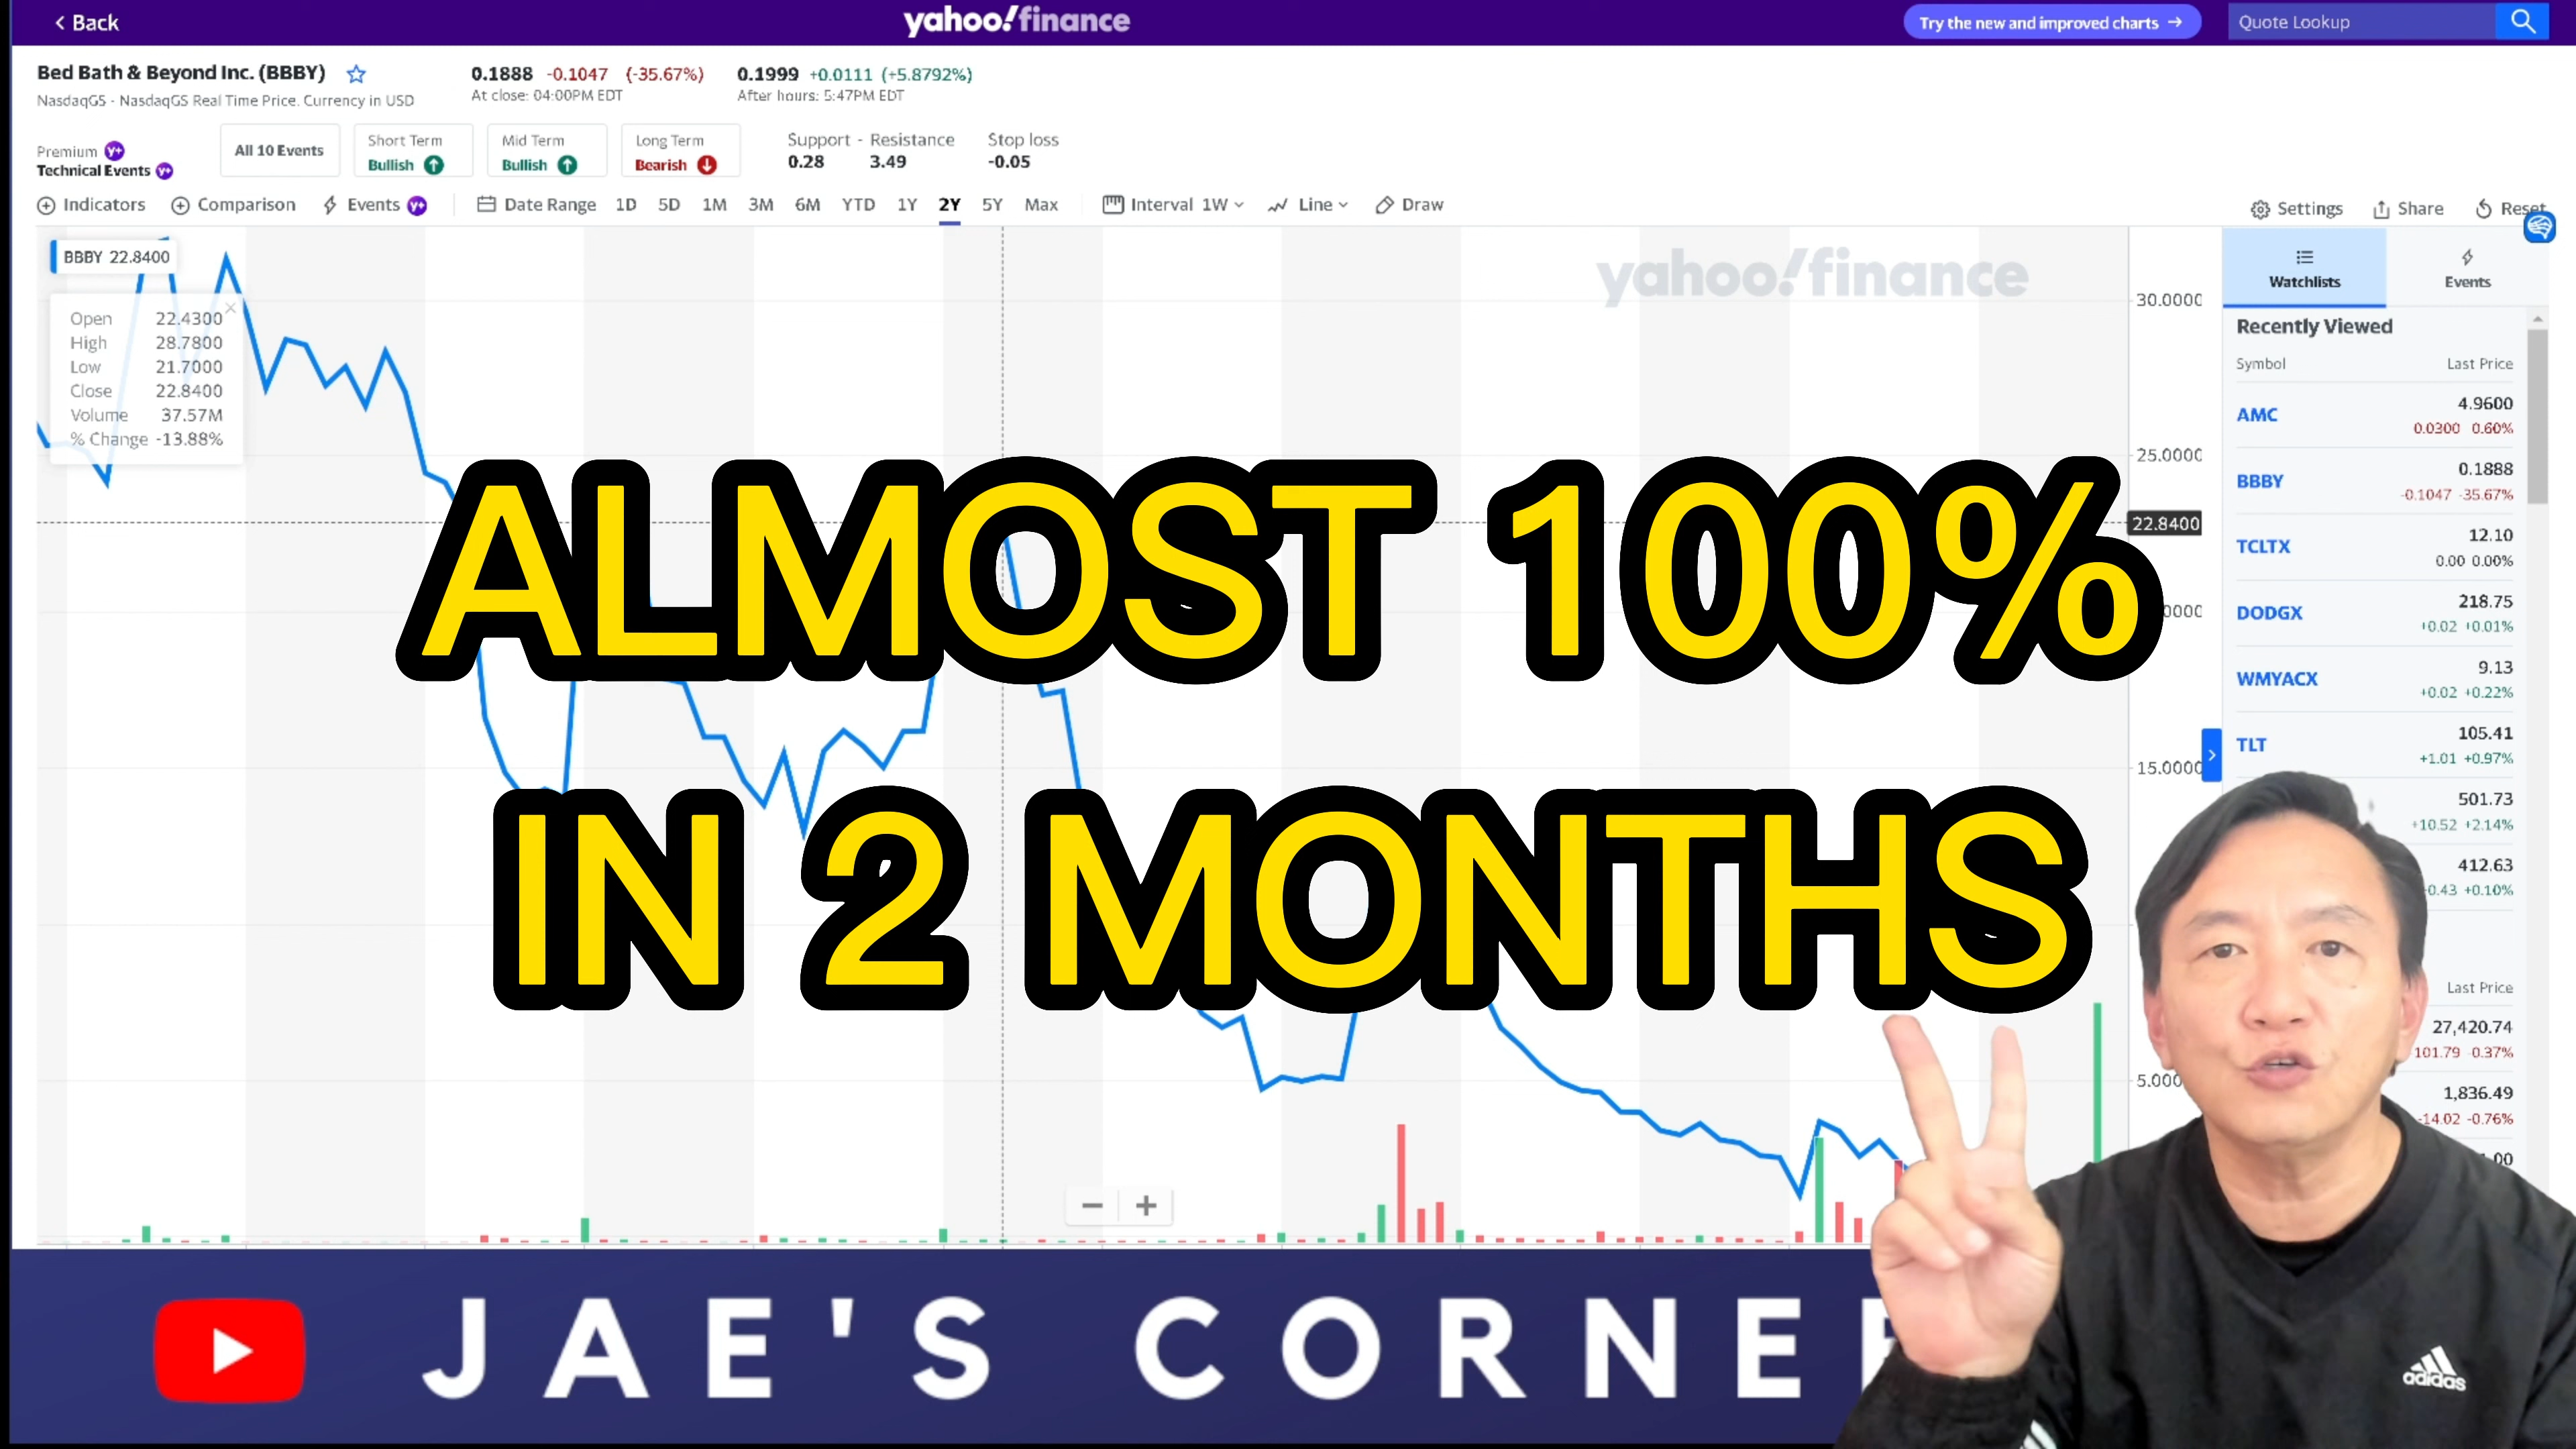 Back
yahoo!finance
Try the new and improved charts →
Quote Lookup
Bed Bath & Beyond Inc. (BBBY)
0.1888 -0.1047 (-35.67%)
0.1999 +0.0111 (+5.8792%)
NasdaqGS - NasdaqGS Real Time Price. Currency in USD
At close: 04:00PM EDT
After hours: 5:47PM EDT
Premium Y+
Technical Events Y+
All 10 Events
Short Term
Bullish
Mid Term
Bullish
Long Term
Bearish
Support - Resistance
0.28 3.49
Stop loss
-0.05
Indicators
Comparison
Events Y+
Date Range 1D 5D 1M 3M 6M YTD 1Y 2Y 5Y Max
Interval 1W
Line
Draw
Settings
Share
Reset
BBBY 22.8400
Open 22.4300
High 28.7800
Low 21.7000
Close 22.8400
Volume 37.57M
% Change -13.88%
yahoo!finance
30.0000
25.0000
22.8400
15.0000
ALMOST 100%
IN 2 MONTHS
Watchlists
Events
Recently Viewed
Symbol Last Price
AMC 4.9600
0.0300 0.60%
BBBY 0.1888
-0.1047 -35.67%
TCLTX 12.10
0.00 0.00%
DODGX 218.75
+0.02 +0.01%
WMYACX 9.13
+0.02 +0.22%
TLT 105.41
+1.01 +0.97%
501.73
+10.52 +2.14%
412.63
0.43 +0.10%
Last Price
27,420.74
101.79 -0.37%
1,836.49
-14.02 -0.76%
JAE'S CORNE
adidas